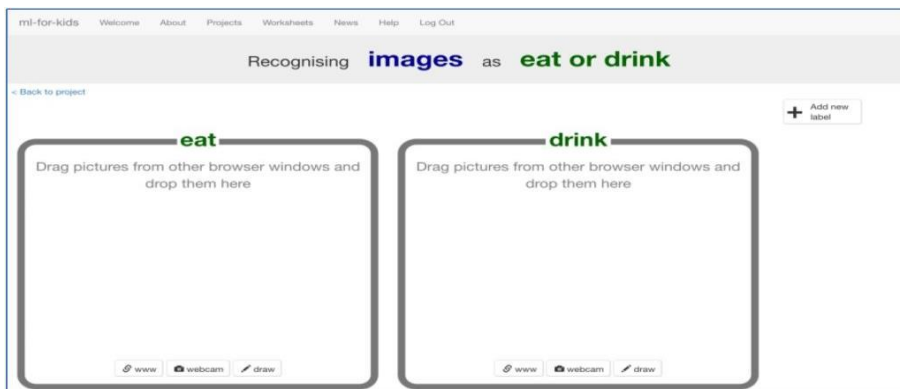 ml-for-kids Welcome About Projects Worksheets News Help Log Out
Recognising images as eat or drink
< Back to project
Add new
label
eat
Drag pictures from other browser windows and
drop them here
www webcam draw
drink
Drag pictures from other browser windows and
drop them here
www webcam draw